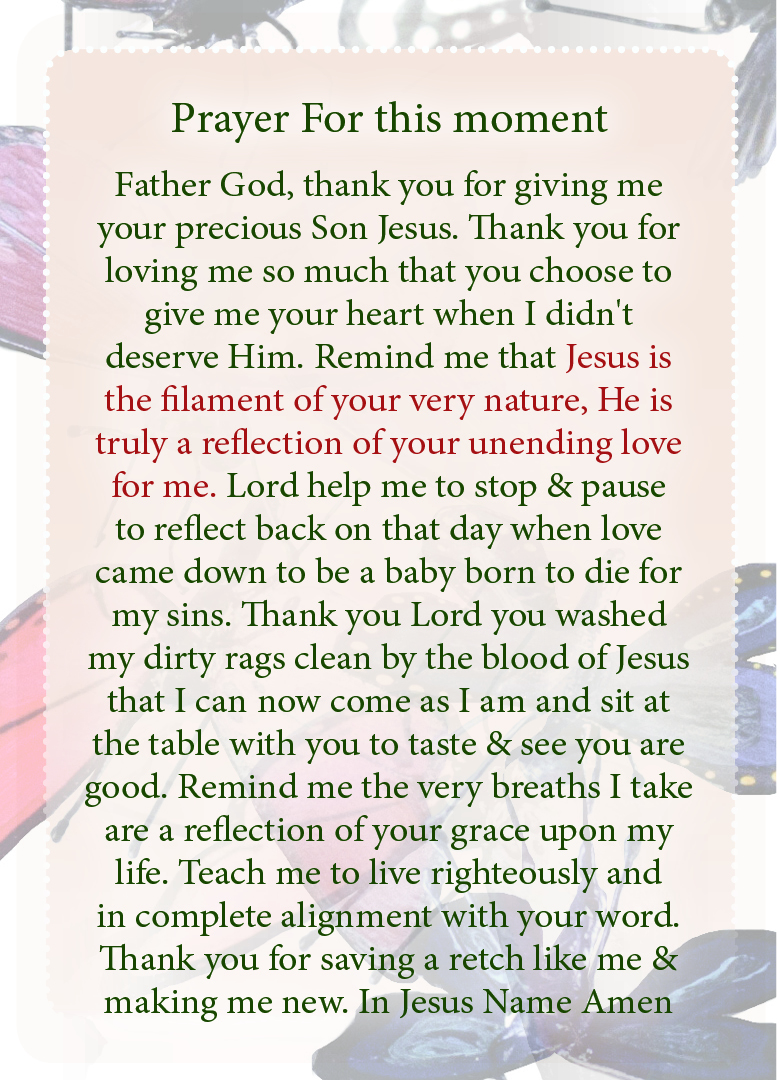 Prayer For this moment
Father God, thank you for giving me
your precious Son Jesus. Thank you for
loving me so much that you choose to
give me your heart when I didn't
deserve Him. Remind me that Jesus is
the filament of your very nature, He is
truly a reflection of your unending love
for me. Lord help me to stop & pause
to reflect back on that day when love
came down to be a baby born to die for
my sins. Thank you Lord you washed
my dirty rags clean by the blood of Jesus
that I can now come as I am and sit at
the table with you to taste & see you are
good. Remind me the very breaths I take
are a reflection of your grace upon my
life. Teach me to live righteously and
in complete alignment with your word.
Thank you for saving a retch like me &
making me new. In Jesus Name Amen